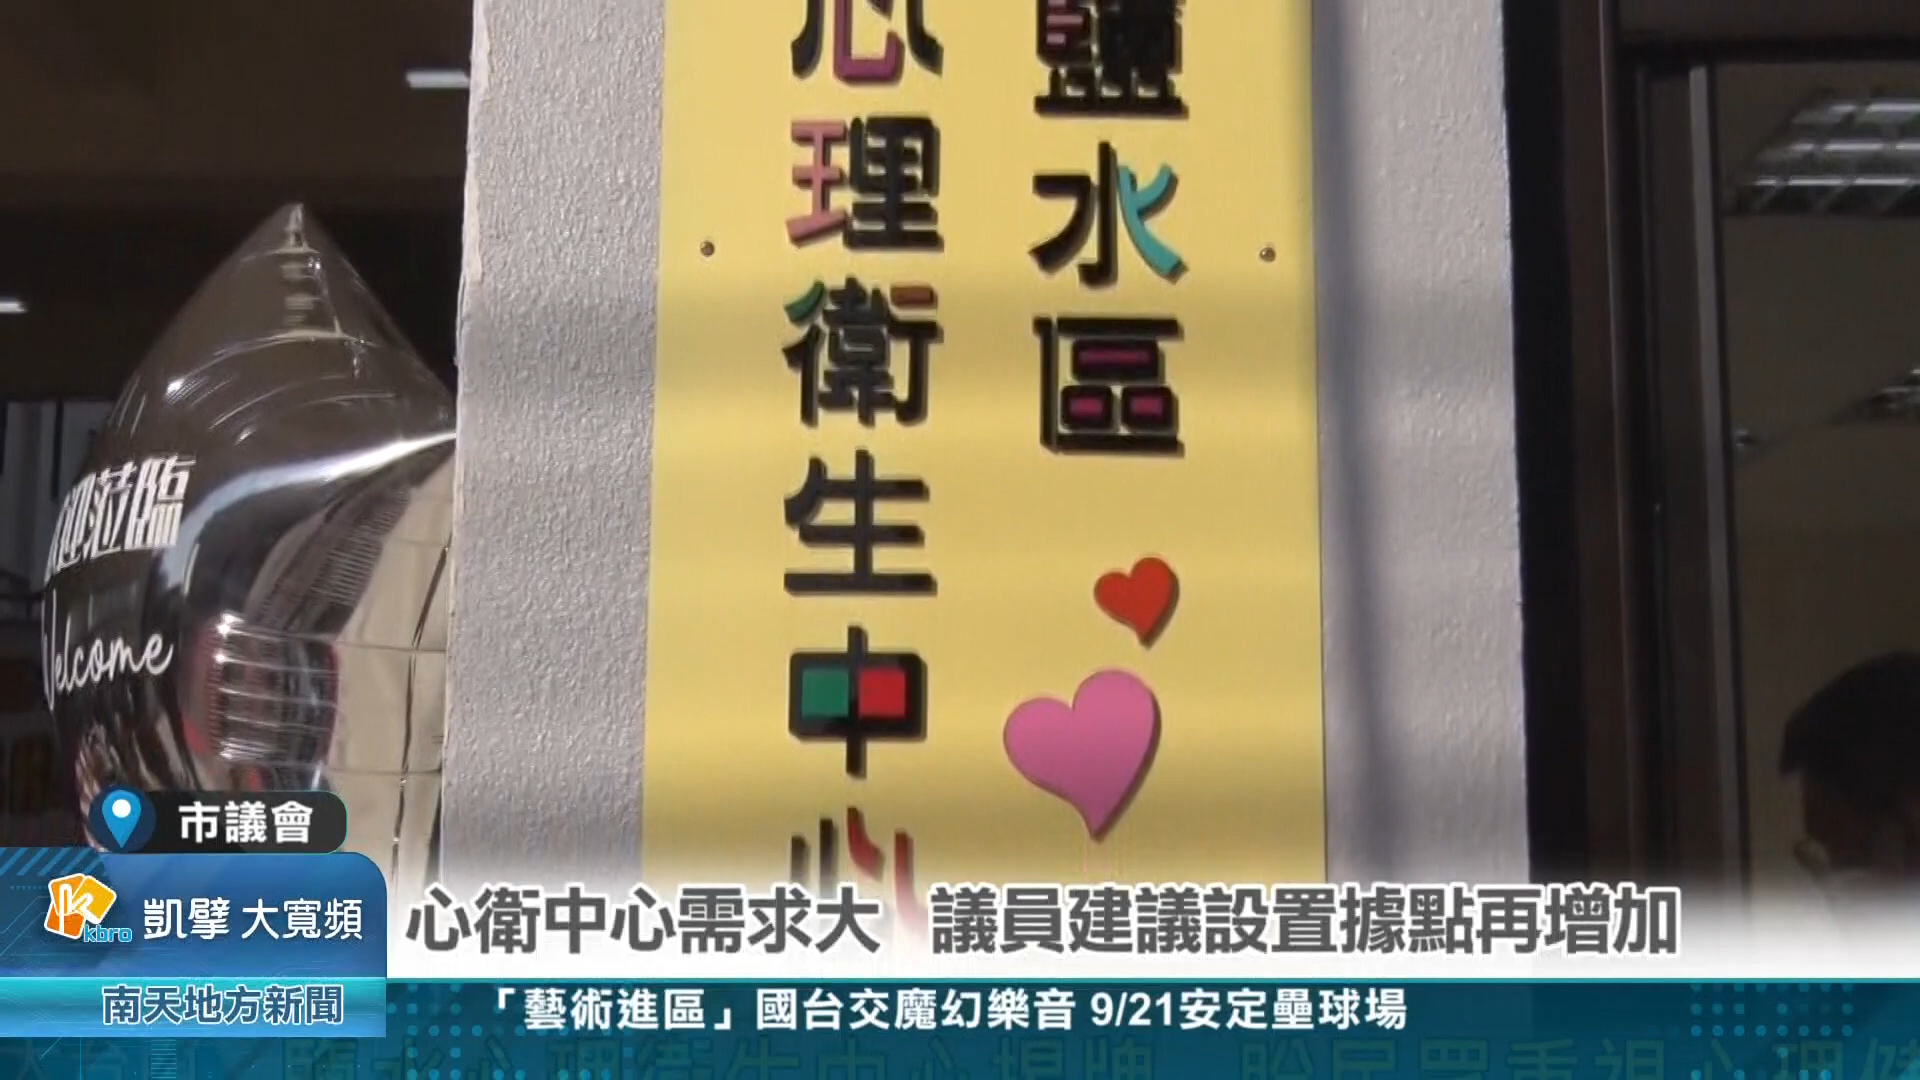 鹽水區
心理衛生中心
迎蒞臨
Welcome
市議會
kbro 凱擘 大寬頻
心衛中心需求大 議員建議設置據點再增加
南天地方新聞
「藝術進區」國台交魔幻樂音 9/21安定壘球場